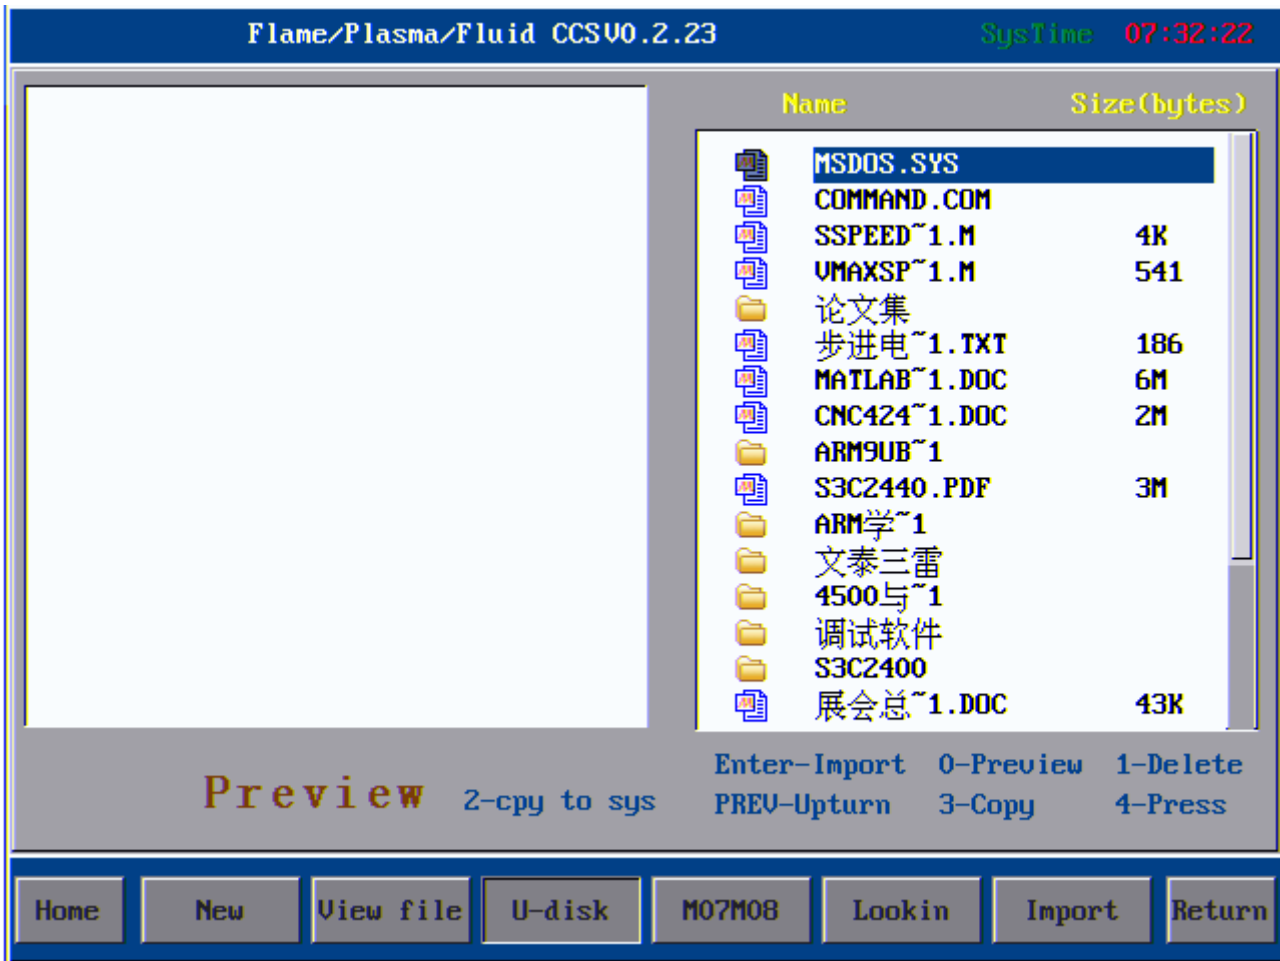 Flame/Plasma/Fluid CCSV0.2.23 SysTime 07:32:22
Name Size(bytes)
MSDOS.SYS
COMMAND.COM
SSPEED~1.M 4K
VMAXSP~1.M 541
论文集
步进电~1.TXT 186
MATLAB~1.DOC 6M
CNC424~1.DOC 2M
ARM9UB~1
S3C2440.PDF 3M
ARM学~1
文泰三雷
4500与~1
调试软件
S3C2400
展会总~1.DOC 43K
Enter-Import 0-Preview 1-Delete
Preview 2-cpy to sys PREV-Upturn 3-Copy 4-Press
Home New View file U-disk M07M08 Lookin Import Return